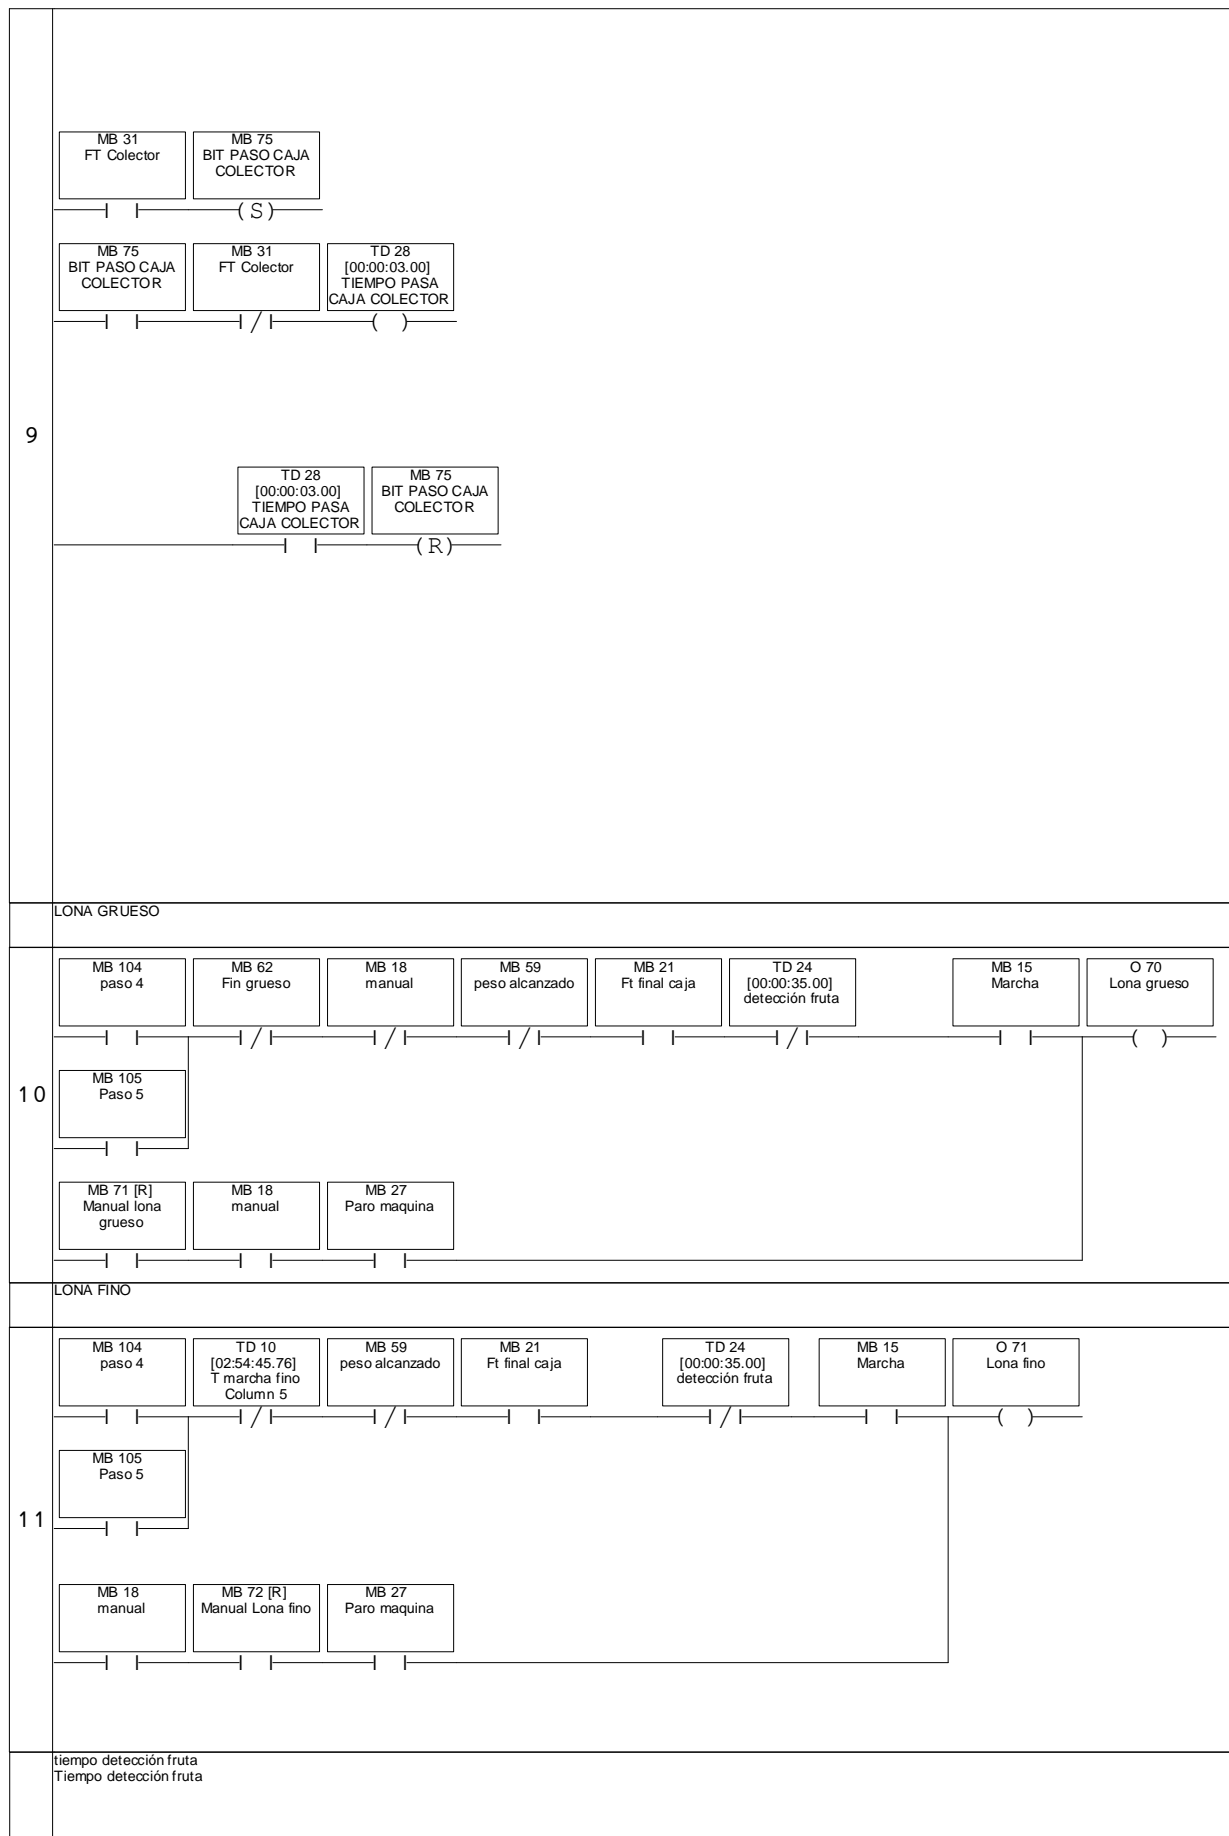 MB 31
FT Colector
MB 75
BIT PASO CAJA
COLECTOR
(S)
MB 75
BIT PASO CAJA
COLECTOR
MB 31
FT Colector
TD 28
[00:00:03.00]
TIEMPO PASA
CAJA COLECTOR
9
TD 28
[00:00:03.00]
TIEMPO PASA
CAJA COLECTOR
MB 75
BIT PASO CAJA
COLECTOR
(R)
LONA GRUESO
MB 104
paso 4
MB 62
Fin grueso
MB 18
manual
MB 59
peso alcanzado
MB 21
Ft final caja
TD 24
[00:00:35.00]
detección fruta
MB 15
Marcha
O 70
Lona grueso
10
MB 105
Paso 5
MB 71 [R]
Manual lona
grueso
MB 18
manual
MB 27
Paro maquina
LONA FINO
MB 104
paso 4
TD 10
[02:54:45.76]
T marcha fino
Column 5
MB 59
peso alcanzado
MB 21
Ft final caja
TD 24
[00:00:35.00]
detección fruta
MB 15
Marcha
O 71
Lona fino
MB 105
Paso 5
11
MB 18
manual
MB 72 [R]
Manual Lona fino
MB 27
Paro maquina
tiempo detección fruta
Tiempo detección fruta